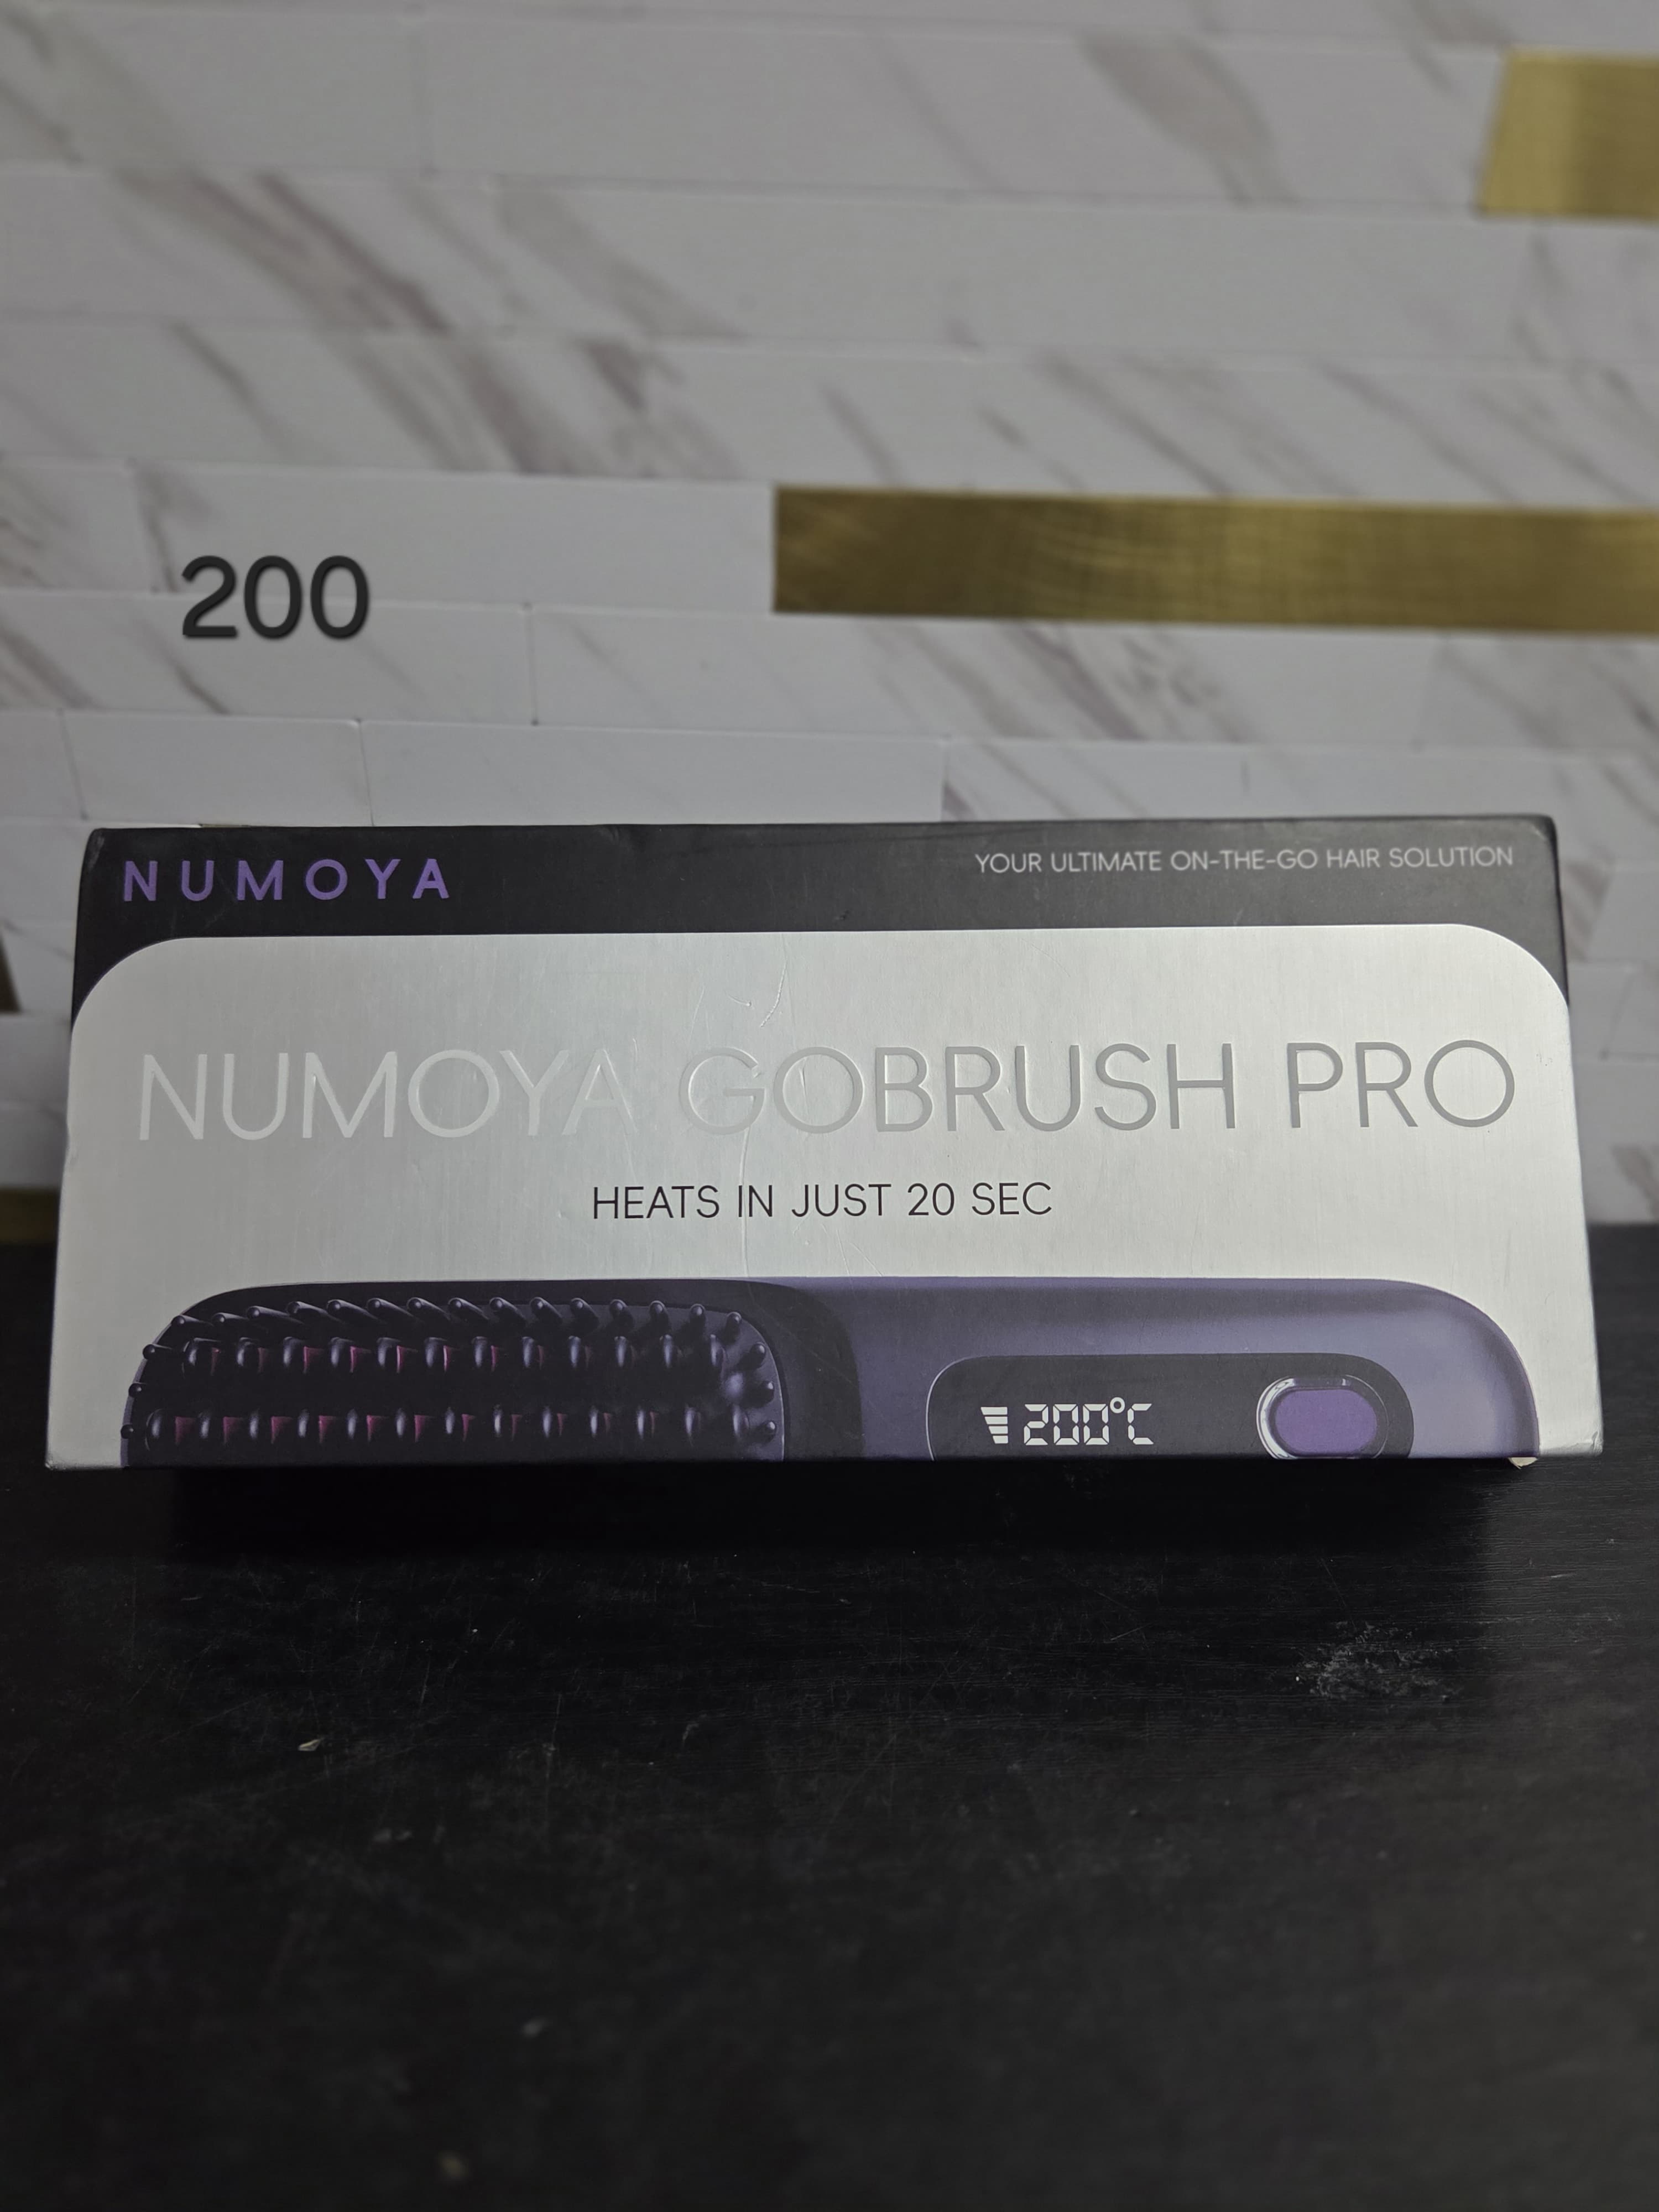 200
NUMOYA
YOUR ULTIMATE ON-THE-GO HAIR SOLUTION
NUMOYA GOBRUSH PRO
HEATS IN JUST 20 SEC
200°C